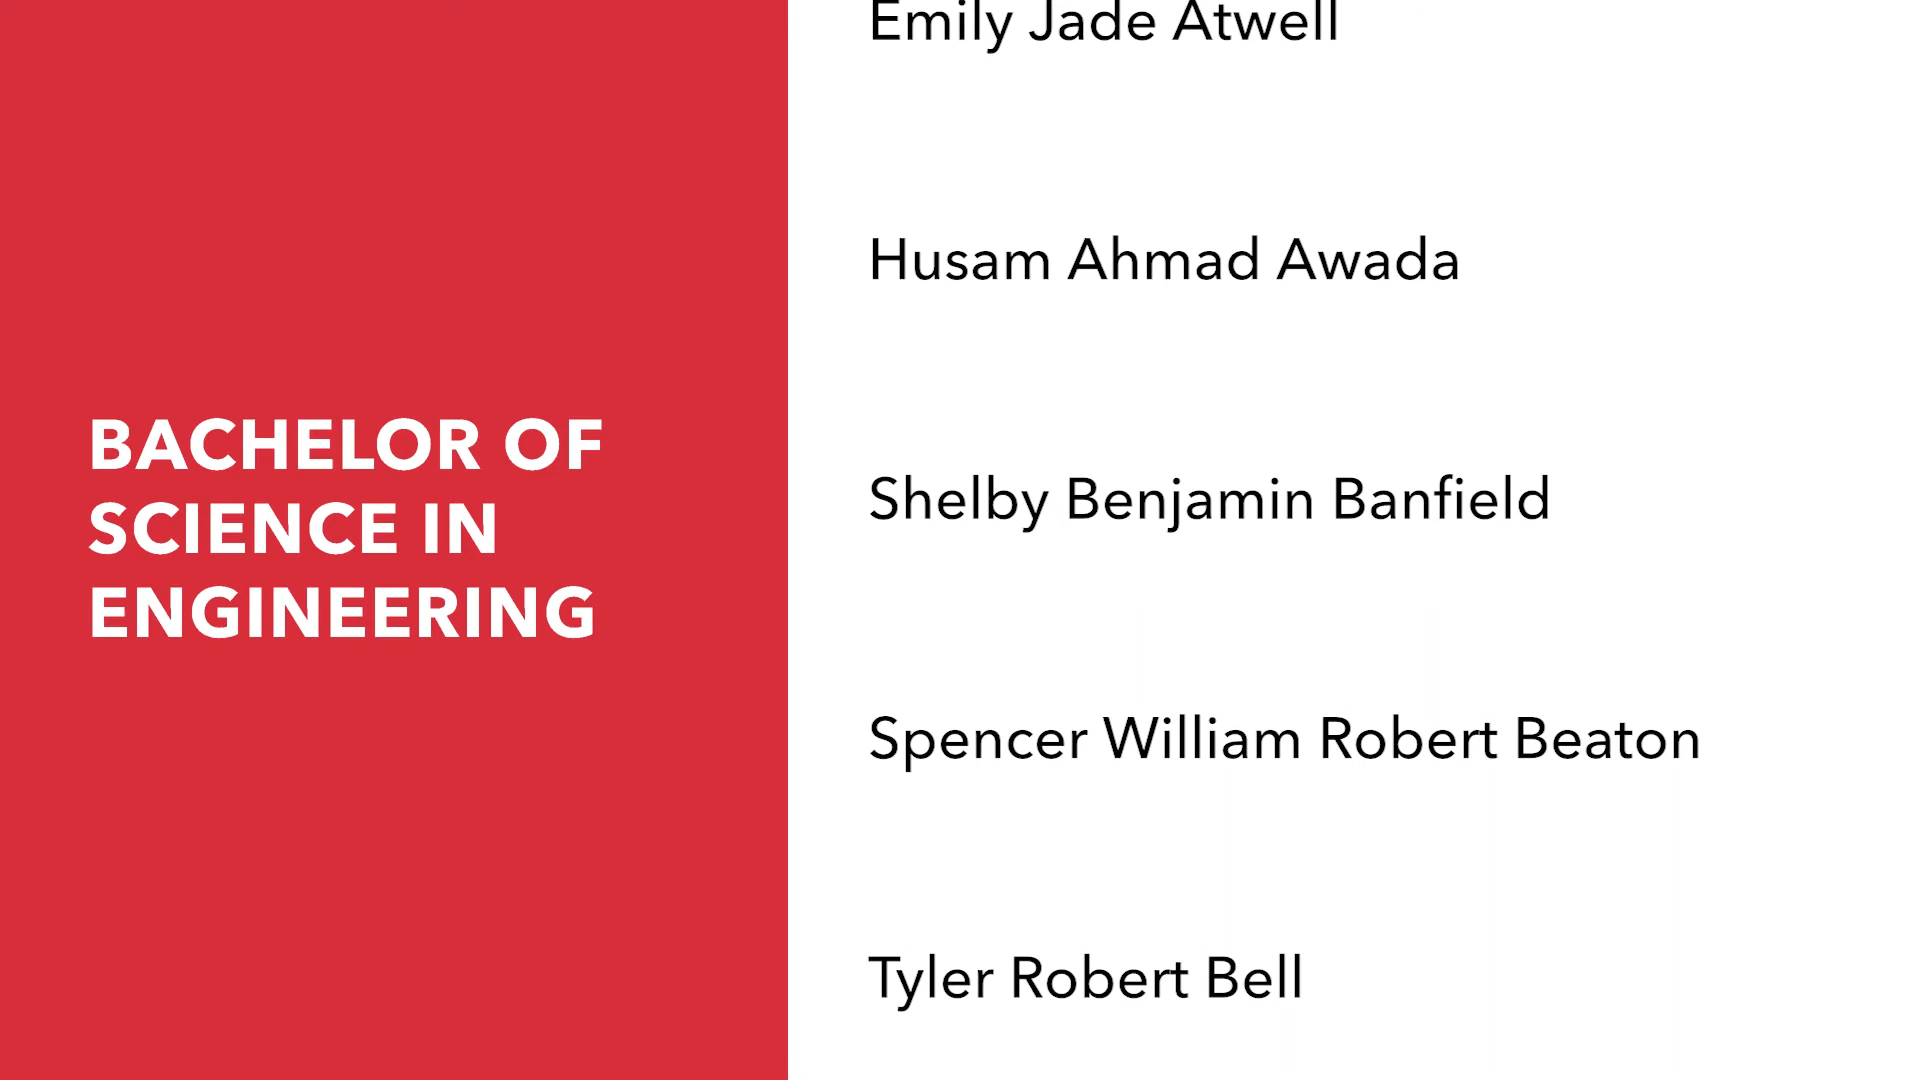 BACHELOR OF
SCIENCE IN
ENGINEERING
Emily Jade Atwell
Husam Ahmad Awada
Shelby Benjamin Banfield
Spencer William Robert Beaton
Tyler Robert Bell